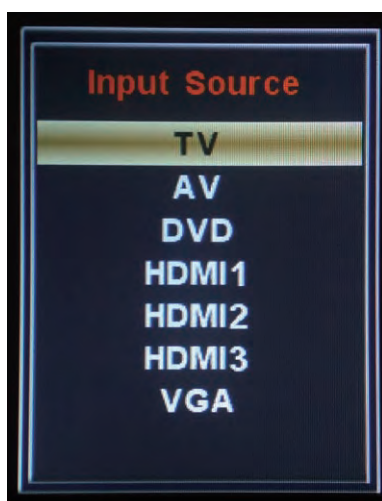 Input Source
TV
AV
DVD
HDMI1
HDMI2
HDMI3
VGA